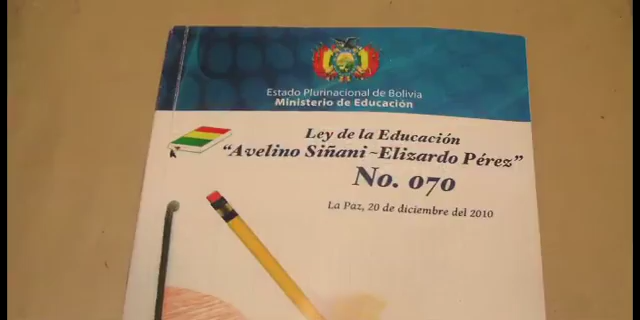 Estado Plurinacional de Bolivia
Ministerio de Educación
Ley de la Educación
“Avelino Siñani - Elizardo Pérez”
No. 070
La Paz, 20 de diciembre del 2010